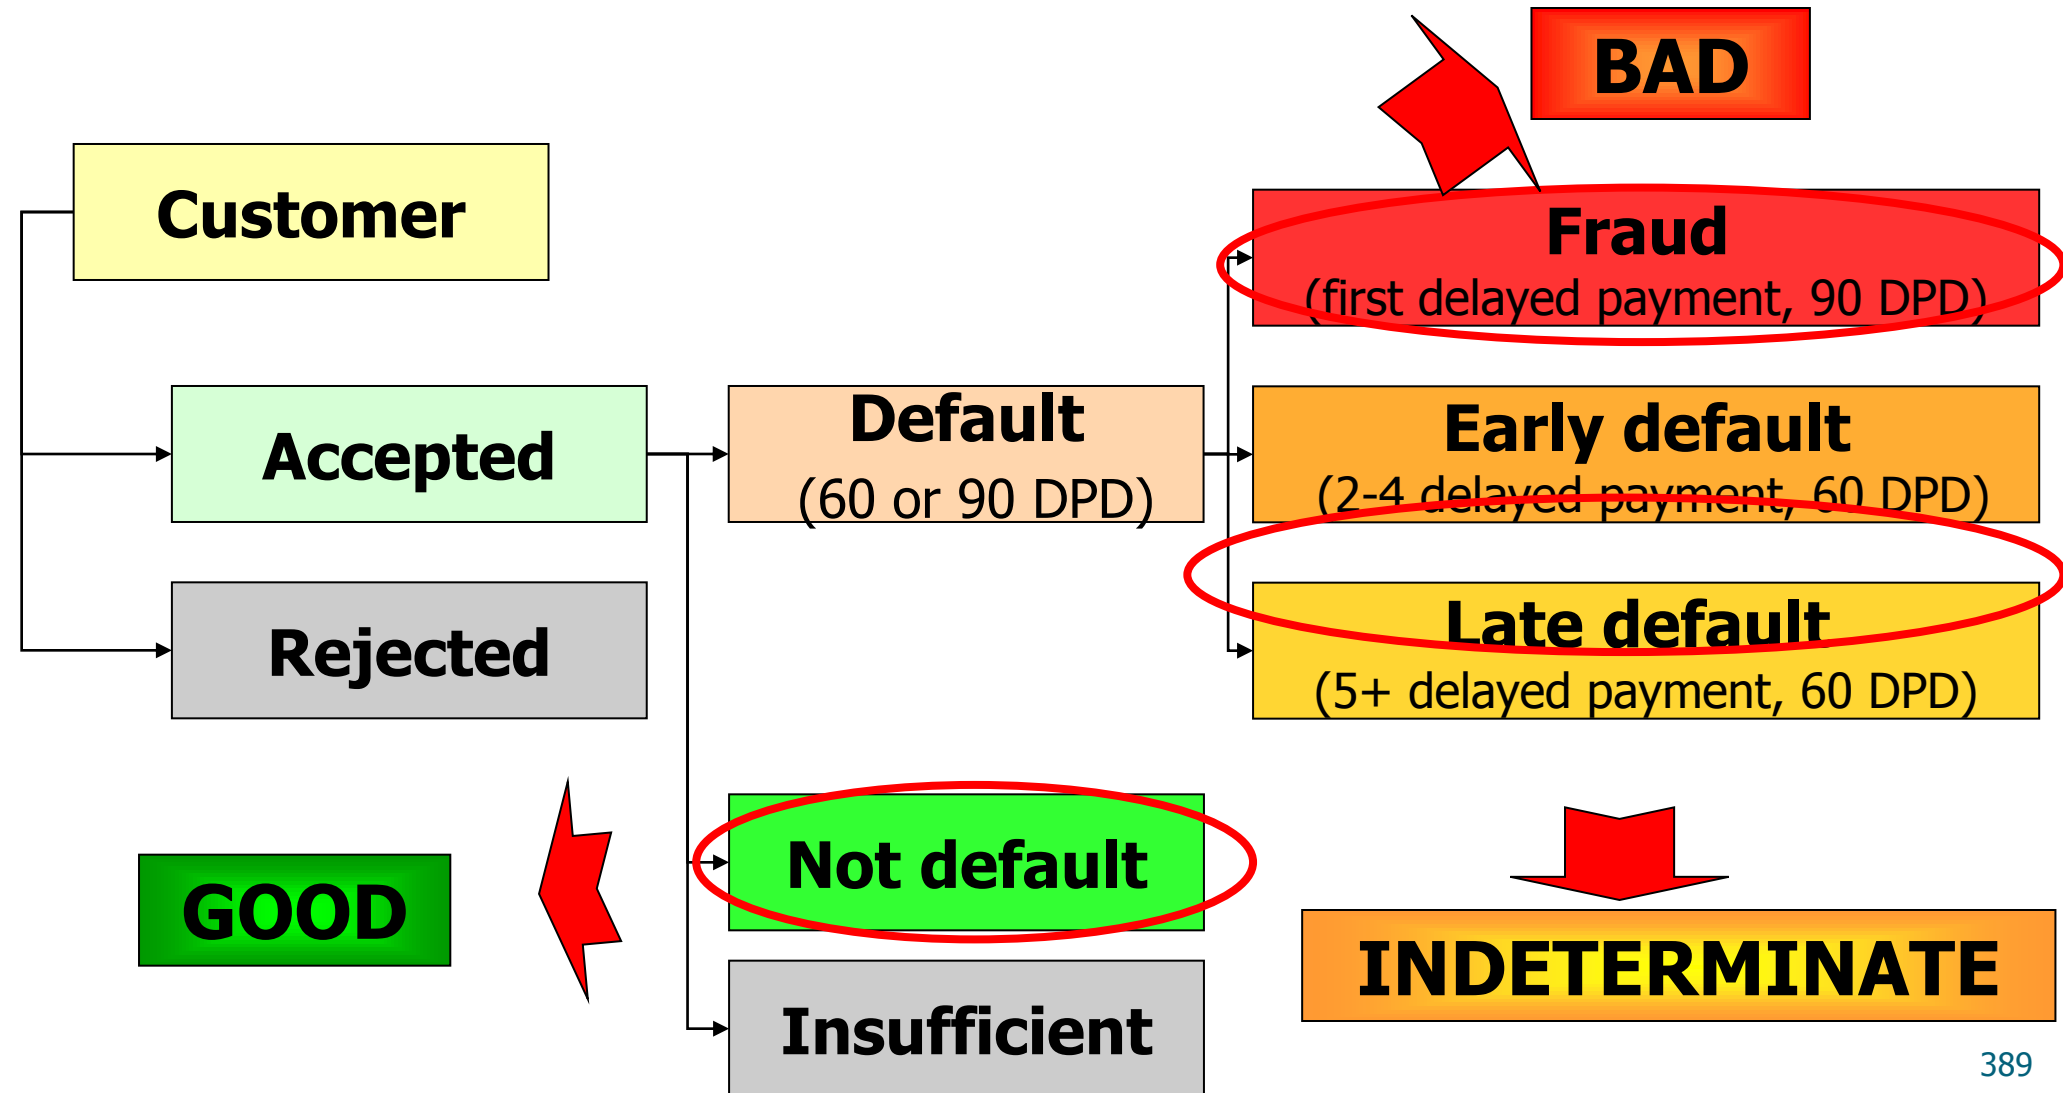 BAD
Customer
Fraud
(first delayed payment, 90 DPD)
Accepted
Default
(60 or 90 DPD)
Early default
(2-4 delayed payment, 60 DPD)
Rejected
Late default
(5+ delayed payment, 60 DPD)
GOOD
Not default
INDETERMINATE
Insufficient
389